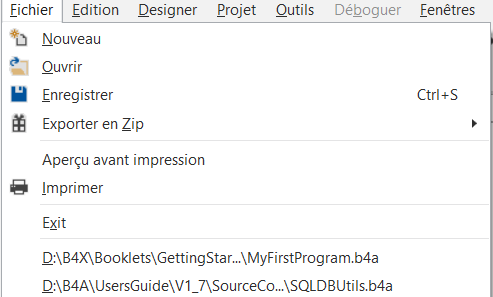 Fichier Edition Designer Projet Outils Déboguer Fenêtres
Nouveau
Ouvrir
Enregistrer Ctrl+S
Exporter en Zip
Aperçu avant impression
Imprimer
Exit
D:\B4X\Booklets\GettingStar...\MyFirstProgram.b4a
D:\B4A\UsersGuide\V1_7\SourceCo...\SQLDBUtils.b4a